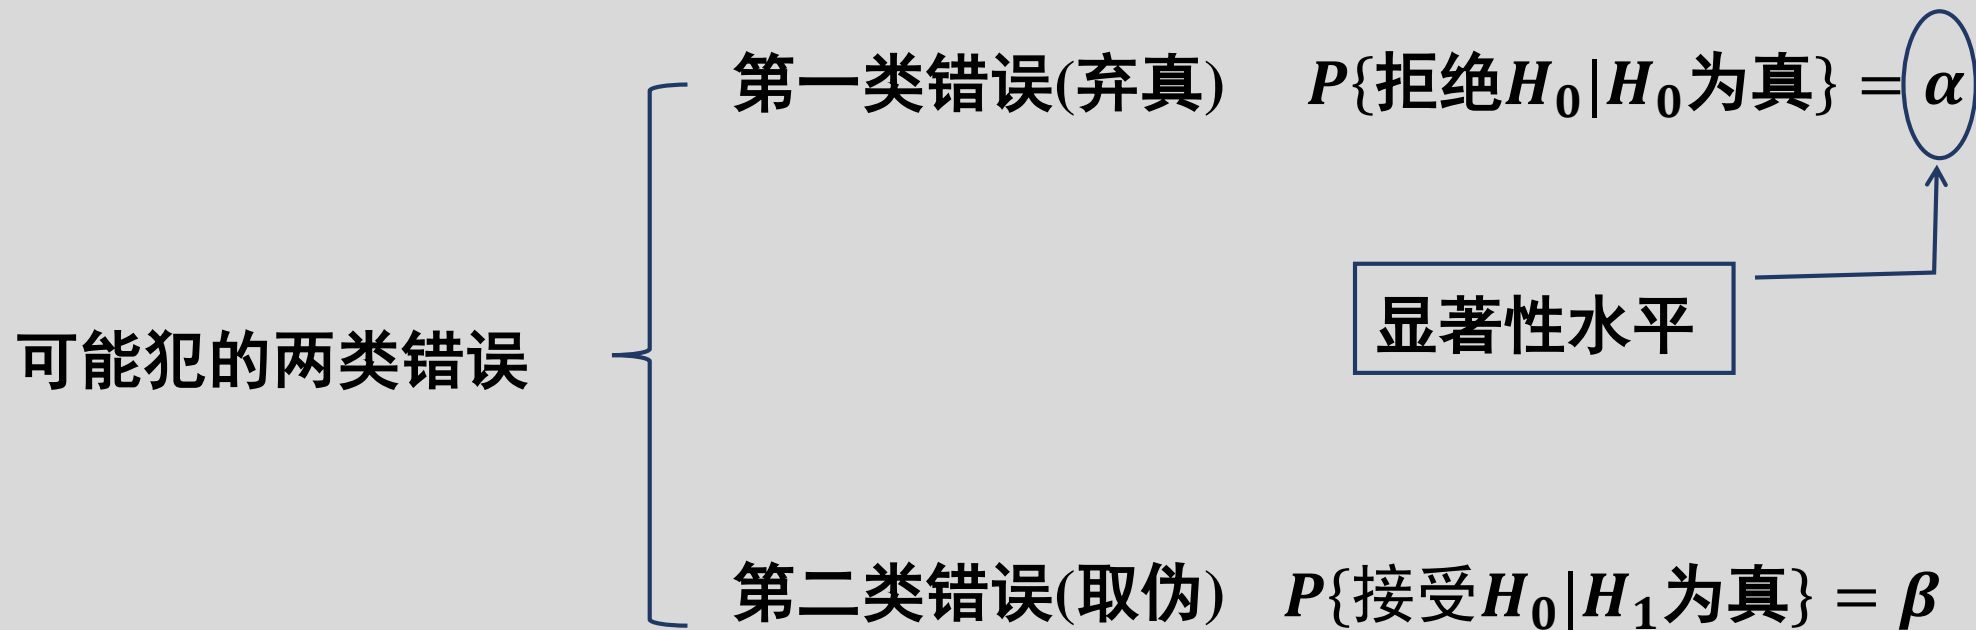 第一类错误(弃真) P{拒绝H₀|H₀为真} = α
显著性水平
可能犯的两类错误
第二类错误(取伪) P{接受H₀|H₁为真} = β